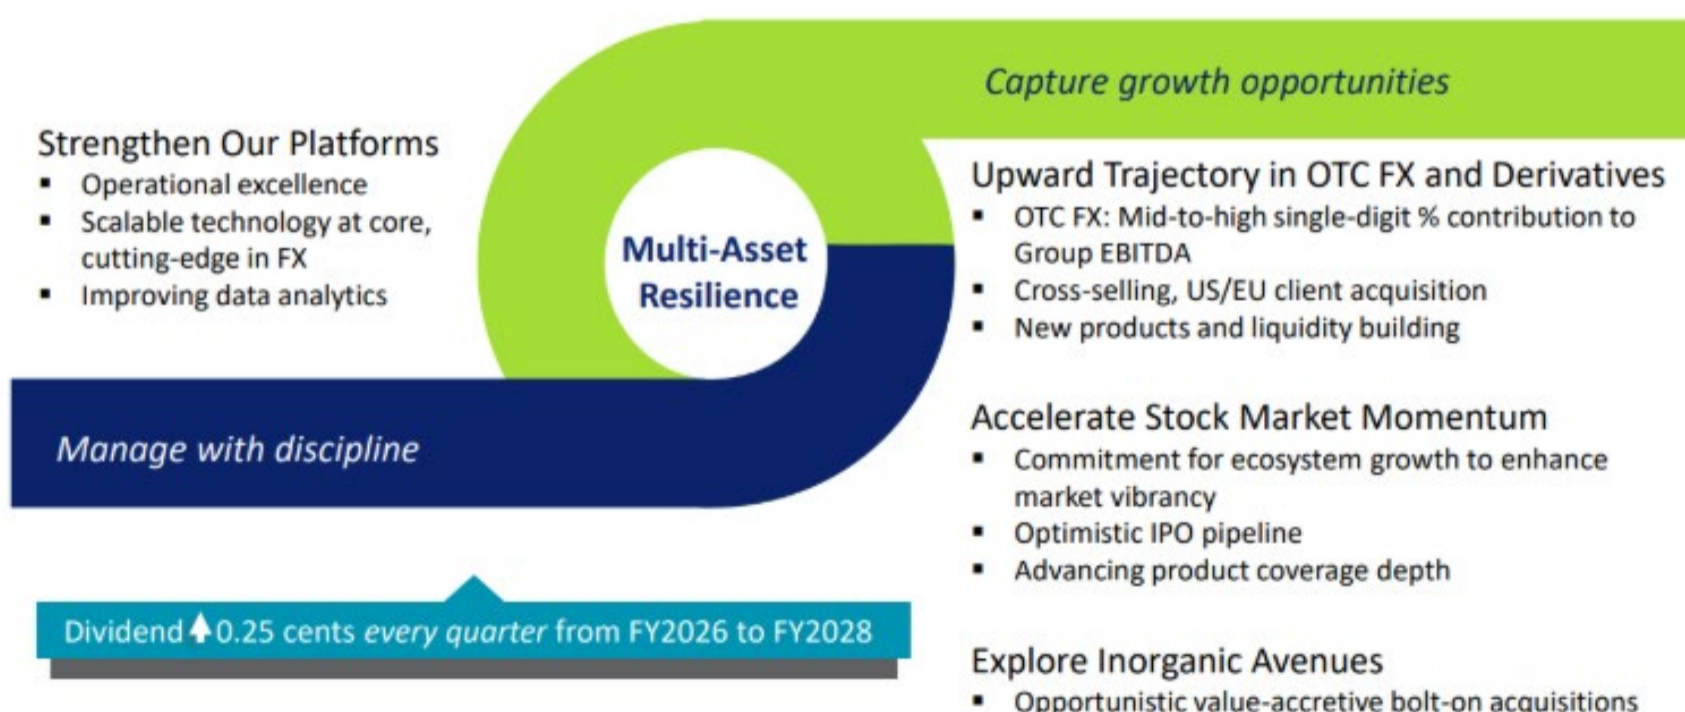 Capture growth opportunities
Strengthen Our Platforms
▪ Operational excellence
▪ Scalable technology at core,
cutting-edge in FX
▪ Improving data analytics
Multi-Asset
Resilience
Manage with discipline
Dividend ⬆ 0.25 cents every quarter from FY2026 to FY2028
Upward Trajectory in OTC FX and Derivatives
▪ OTC FX: Mid-to-high single-digit % contribution to
Group EBITDA
▪ Cross-selling, US/EU client acquisition
▪ New products and liquidity building
Accelerate Stock Market Momentum
▪ Commitment for ecosystem growth to enhance
market vibrancy
▪ Optimistic IPO pipeline
▪ Advancing product coverage depth
Explore Inorganic Avenues
▪ Opportunistic value-accretive bolt-on acquisitions